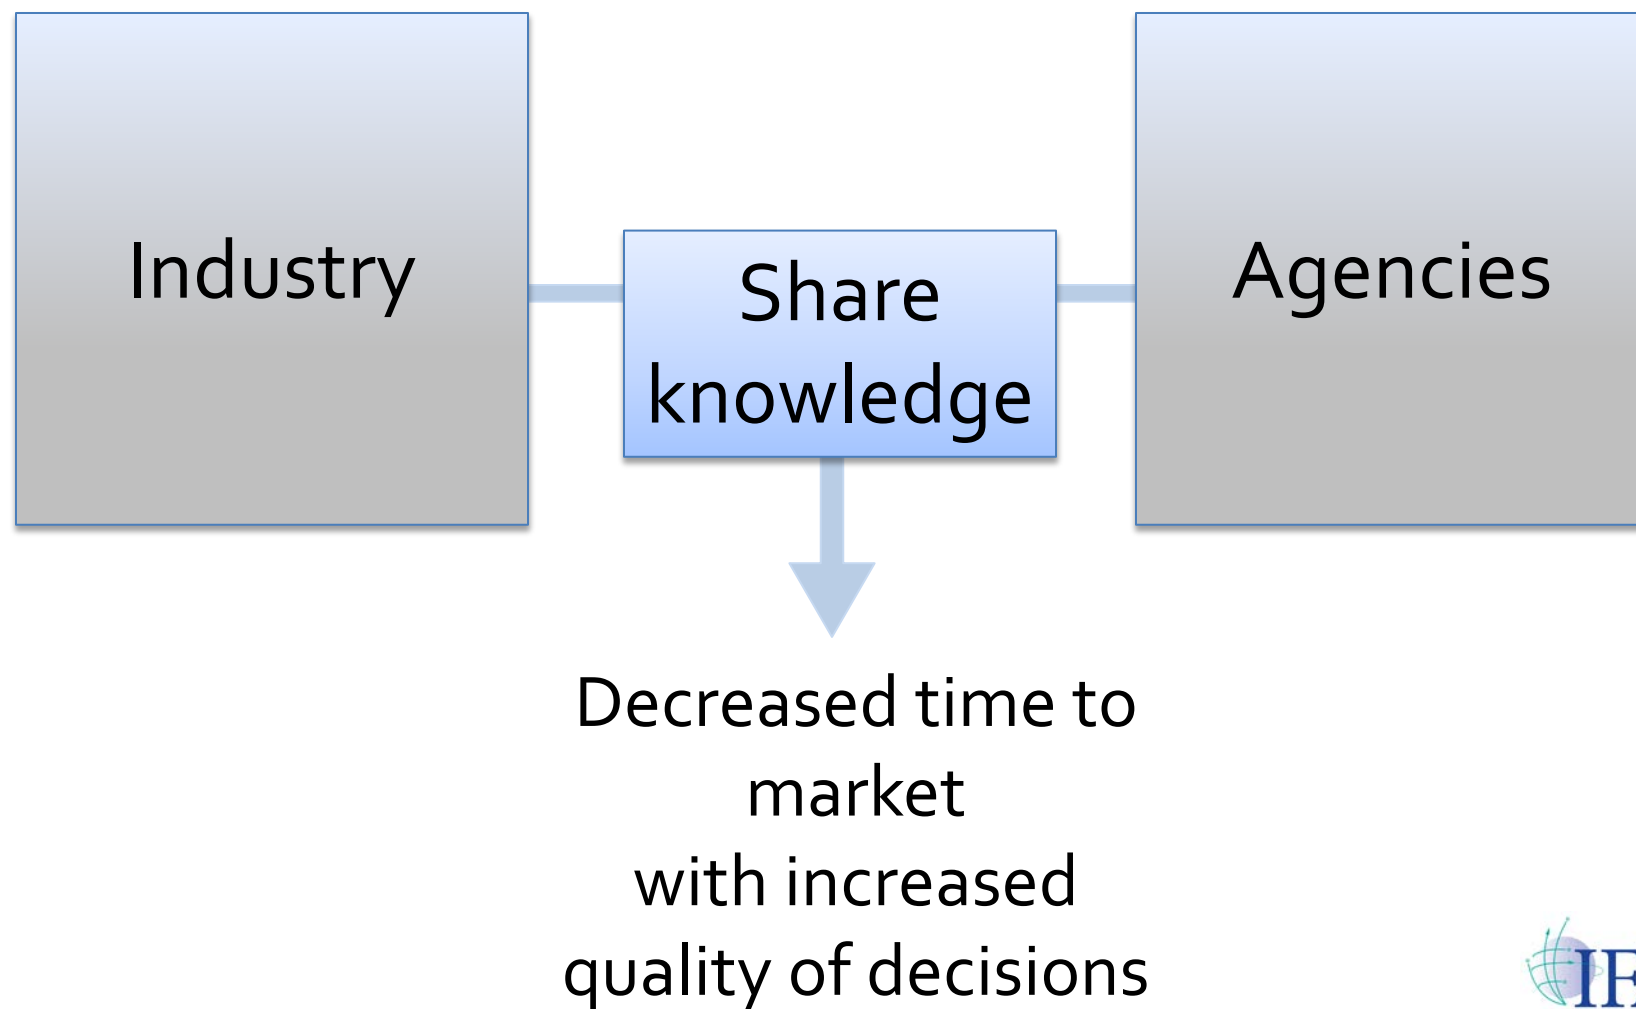 Industry
Share
knowledge
Agencies
Decreased time to
market
with increased
quality of decisions